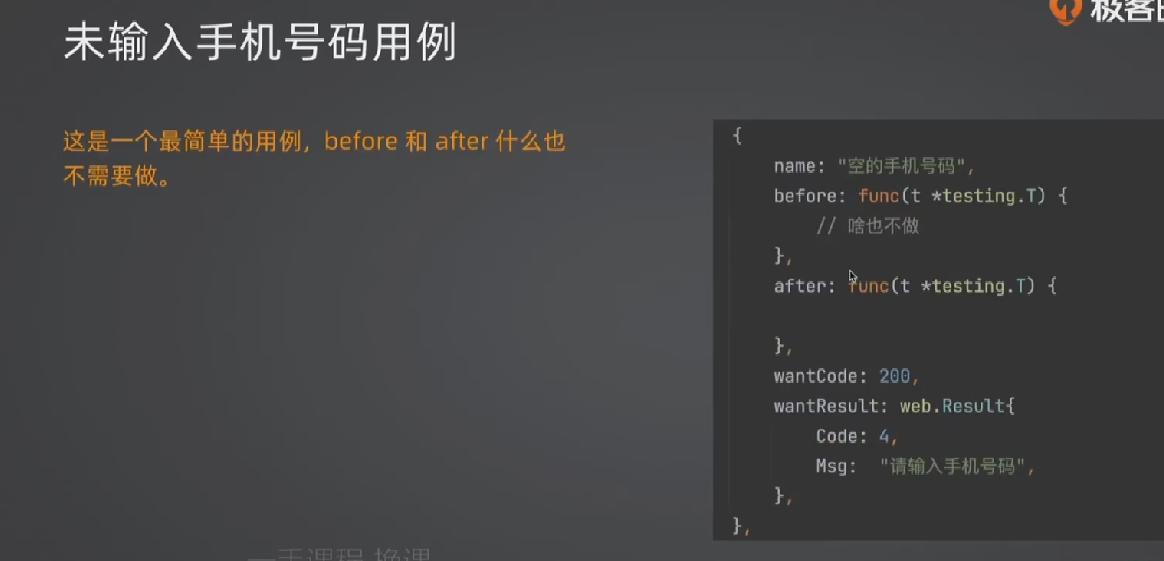 未输入手机号码用例
极客
这是一个最简单的用例，before 和 after 什么也
不需要做。
{
name: "空的手机号码",
before: func(t *testing.T) {
// 啥也不做
},
after: func(t *testing.T) {
},
wantCode: 200,
wantResult: web.Result{
Code: 4,
Msg: "请输入手机号码",
},
},